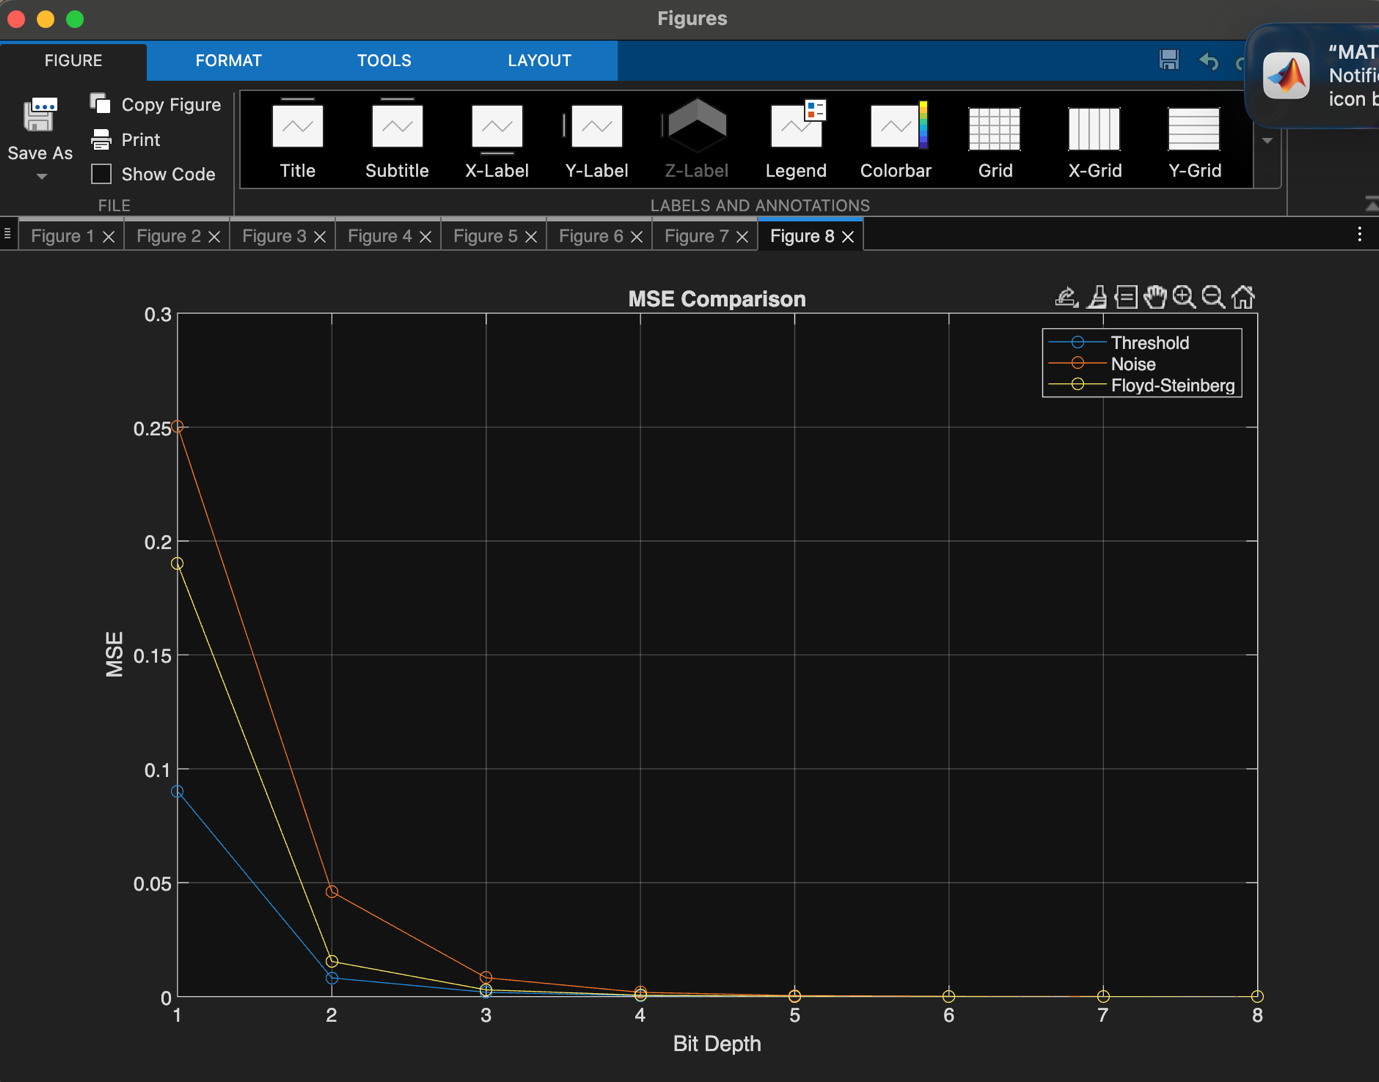 Figures
FIGURE FORMAT TOOLS LAYOUT
"MAT
Notifi
icon b
Save As
Copy Figure
Print
Show Code
FILE
Title Subtitle X-Label Y-Label Z-Label Legend Colorbar Grid X-Grid Y-Grid
LABELS AND ANNOTATIONS
Figure 1 Figure 2 Figure 3 Figure 4 Figure 5 Figure 6 Figure 7 Figure 8
MSE Comparison
Threshold
Noise
Floyd-Steinberg
0.3
0.25
0.2
0.15
0.1
0.05
0
MSE
1 2 3 4 5 6 7 8
Bit Depth